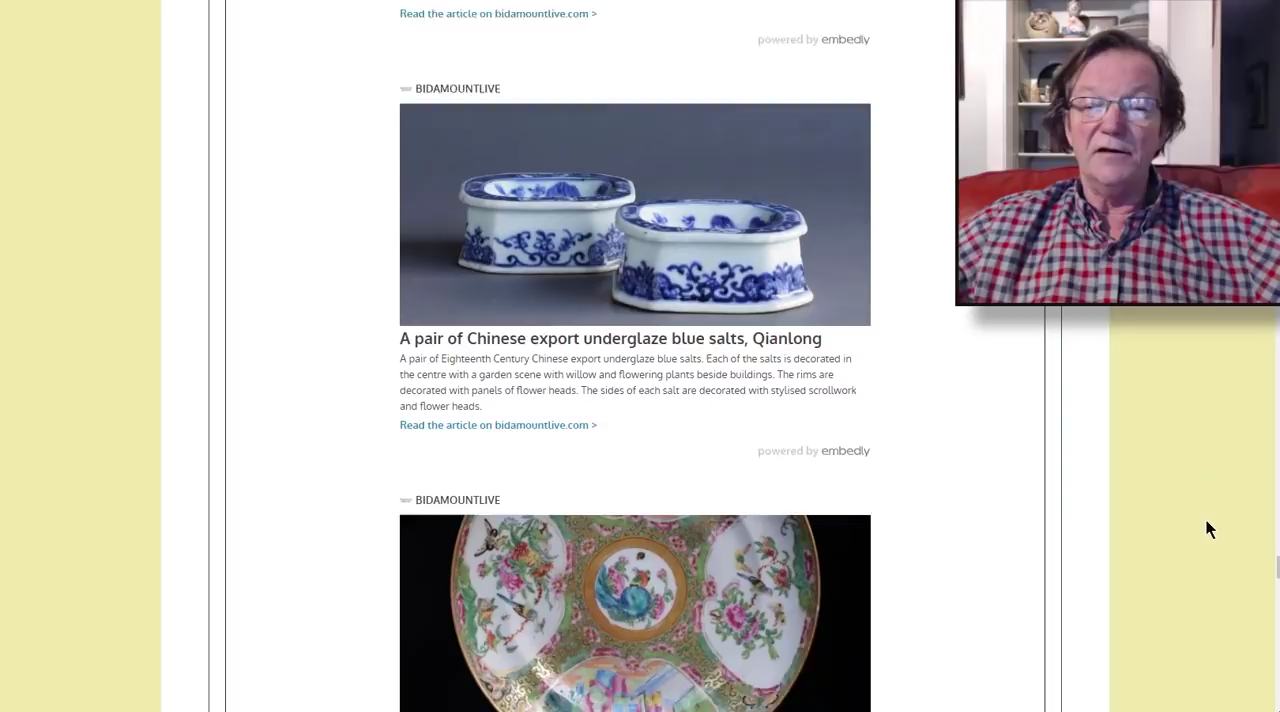 Read the article on bidamountlive.com >
powered by embedly
BIDAMOUNTLIVE
A pair of Chinese export underglaze blue salts, Qianlong
A pair of Eighteenth Century Chinese export underglaze blue salts. Each of the salts is decorated in
the centre with a garden scene with willow and flowering plants beside buildings. The rims are
decorated with panels of flower heads. The sides of each salt are decorated with stylised scrollwork
and flower heads.
Read the article on bidamountlive.com >
powered by embedly
BIDAMOUNTLIVE